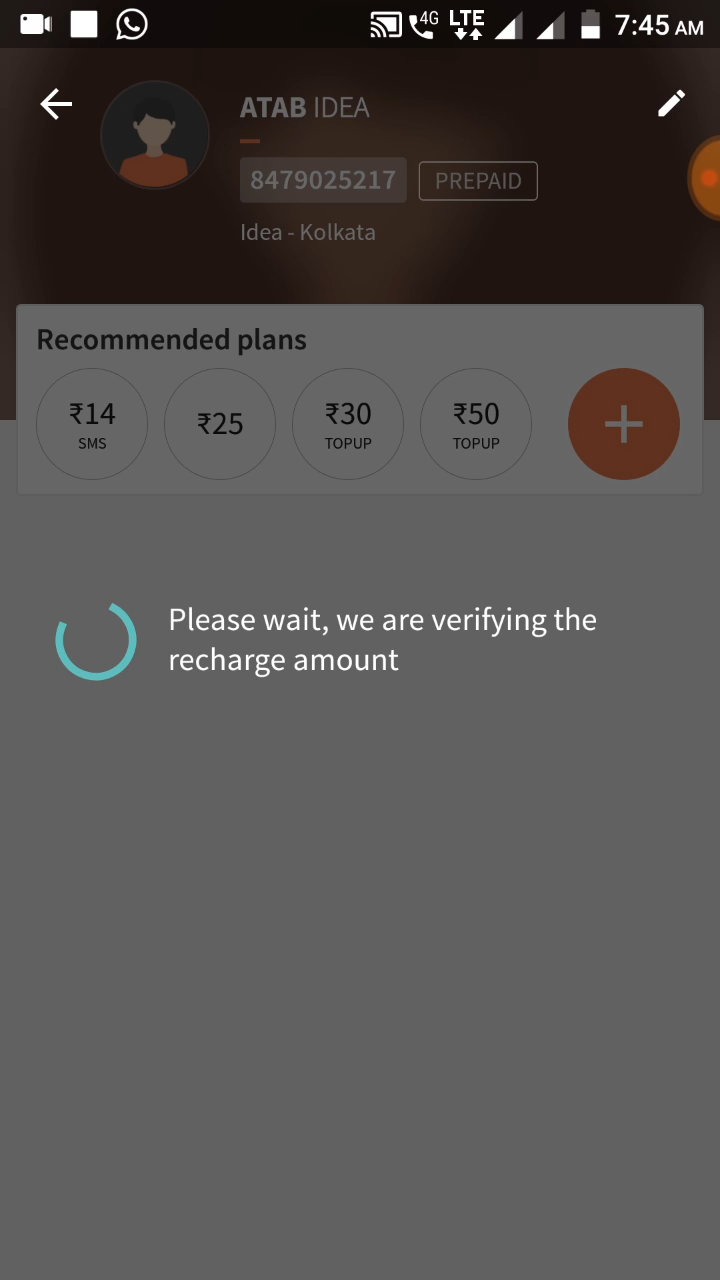 4G LTE 7:45 AM
ATAB IDEA
8479025217 PREPAID
Idea - Kolkata
Recommended plans
₹14 ₹25 ₹30 ₹50
SMS TOPUP TOPUP
Please wait, we are verifying the
recharge amount